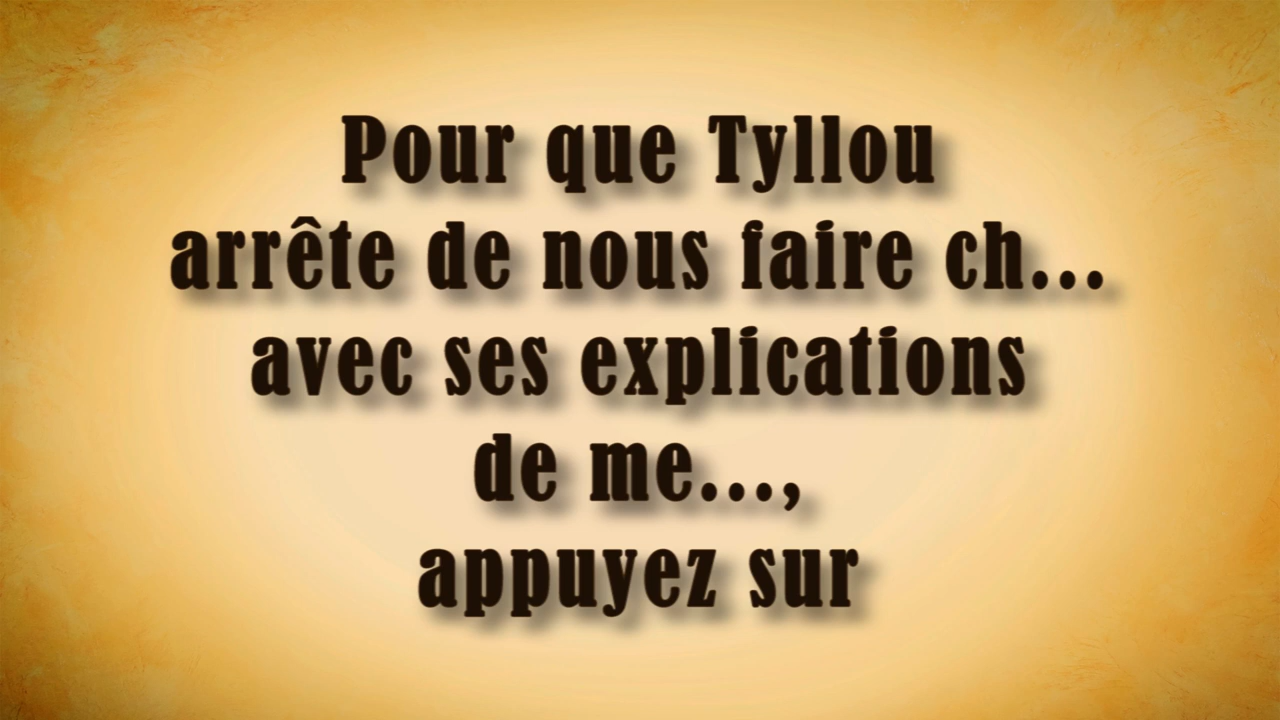 Pour que Tyllou
arrête de nous faire ch...
avec ses explications
de me...,
appuyez sur